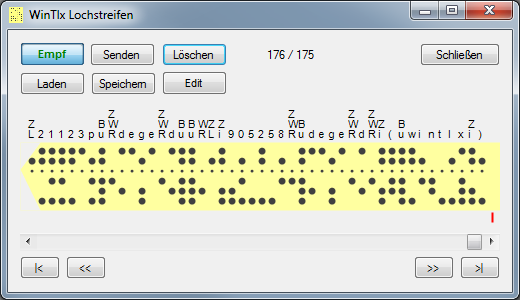 WinTlx Lochstreifen
Empf Senden Löschen 176 / 175 Schließen
Laden Speichern Edit
Z Z Z Z Z
Z B W W B B W Z W B W W Z B Z
L 2 1 1 2 3 p u R d e g e R d u u R L i 9 0 5 2 5 8 R u d e g e R d R i ( u w i n t l x i )
|< << >> >|